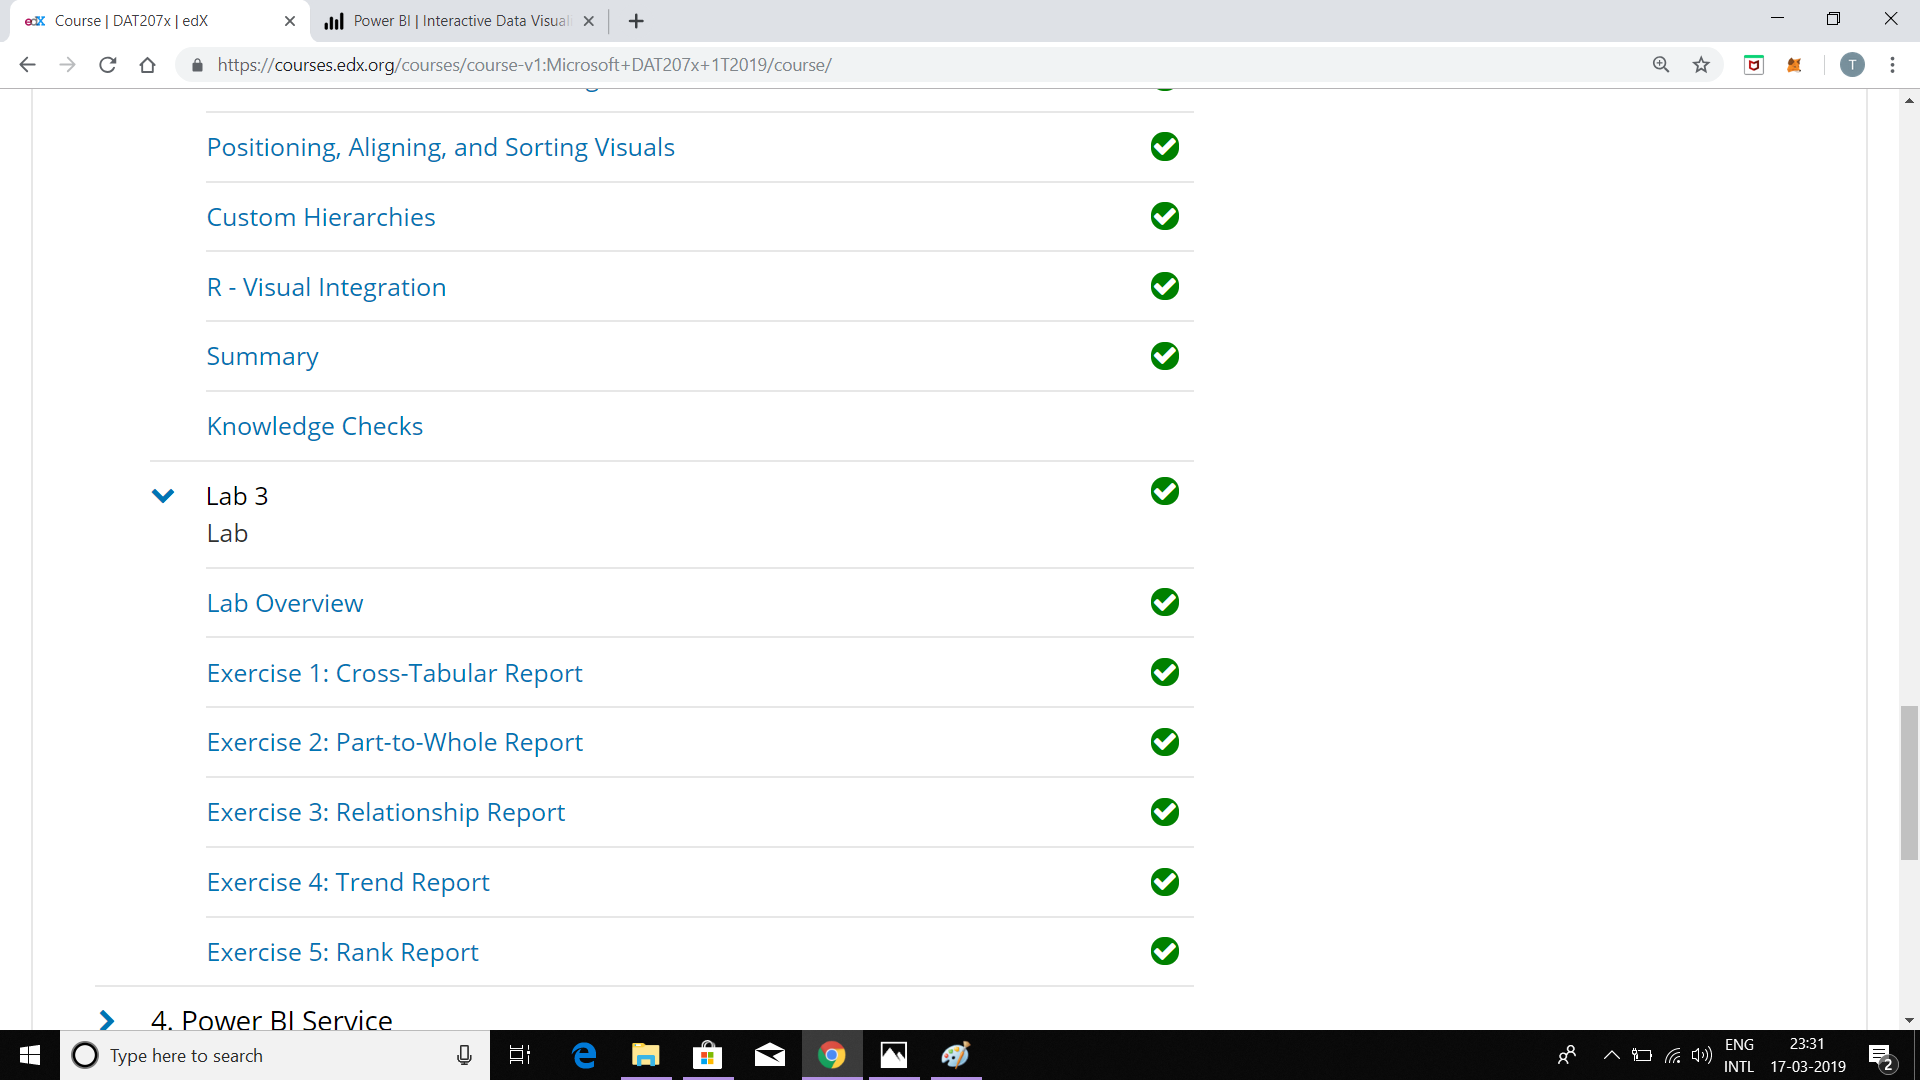 edX Course | DAT207x | edX
Power BI | Interactive Data Visuali
https://courses.edx.org/courses/course-v1:Microsoft+DAT207x+1T2019/course/
T
Positioning, Aligning, and Sorting Visuals
Custom Hierarchies
R - Visual Integration
Summary
Knowledge Checks
Lab 3
Lab
Lab Overview
Exercise 1: Cross-Tabular Report
Exercise 2: Part-to-Whole Report
Exercise 3: Relationship Report
Exercise 4: Trend Report
Exercise 5: Rank Report
4. Power BI Service
Type here to search
ENG
INTL
23:31
17-03-2019
2